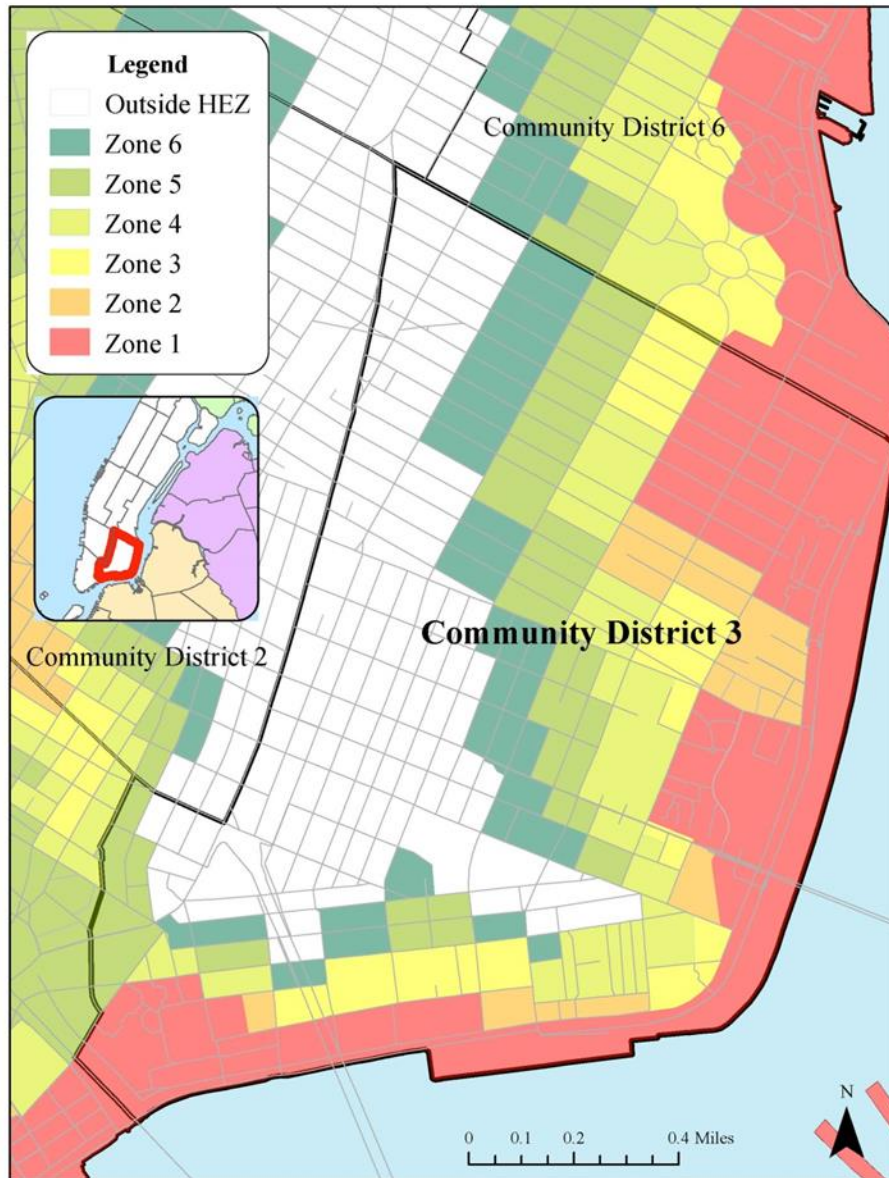 Legend
Outside HEZ
Zone 6
Zone 5
Zone 4
Zone 3
Zone 2
Zone 1
Community District 6
Community District 3
Community District 2
N
0 0.1 0.2 0.4 Miles